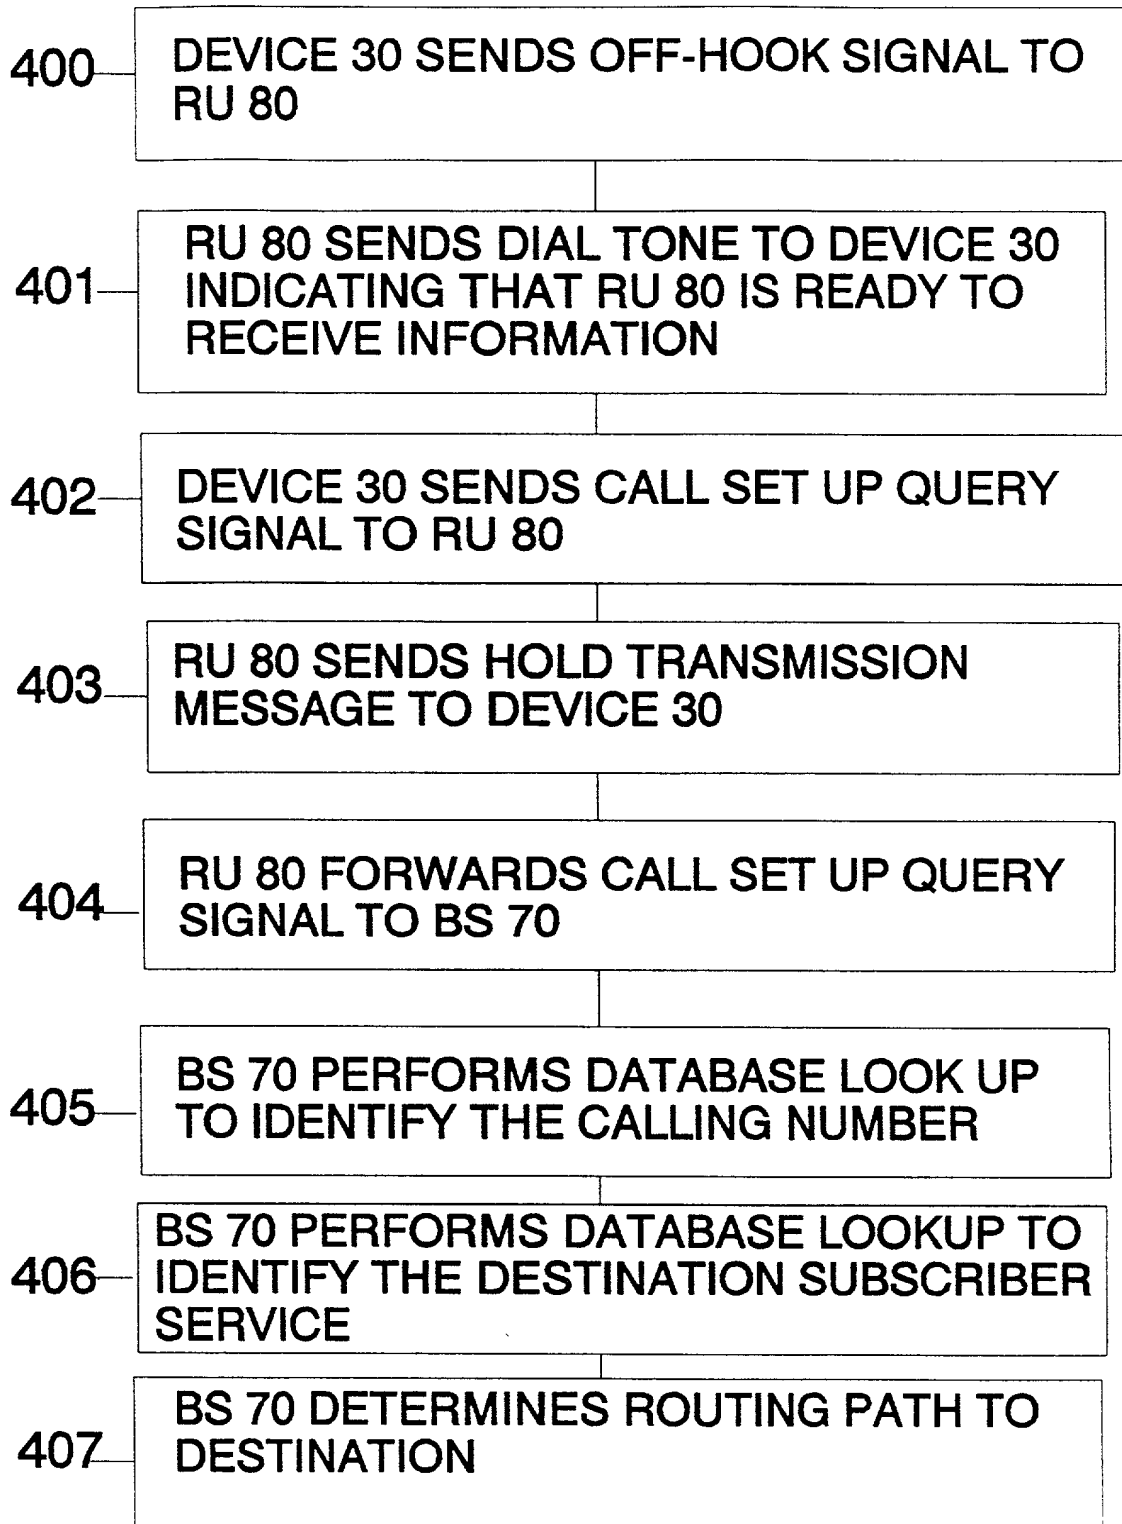 400
DEVICE 30 SENDS OFF-HOOK SIGNAL TO
RU 80
401
RU 80 SENDS DIAL TONE TO DEVICE 30
INDICATING THAT RU 80 IS READY TO
RECEIVE INFORMATION
402
DEVICE 30 SENDS CALL SET UP QUERY
SIGNAL TO RU 80
403
RU 80 SENDS HOLD TRANSMISSION
MESSAGE TO DEVICE 30
404
RU 80 FORWARDS CALL SET UP QUERY
SIGNAL TO BS 70
405
BS 70 PERFORMS DATABASE LOOK UP
TO IDENTIFY THE CALLING NUMBER
406
BS 70 PERFORMS DATABASE LOOKUP TO
IDENTIFY THE DESTINATION SUBSCRIBER
SERVICE
407
BS 70 DETERMINES ROUTING PATH TO
DESTINATION